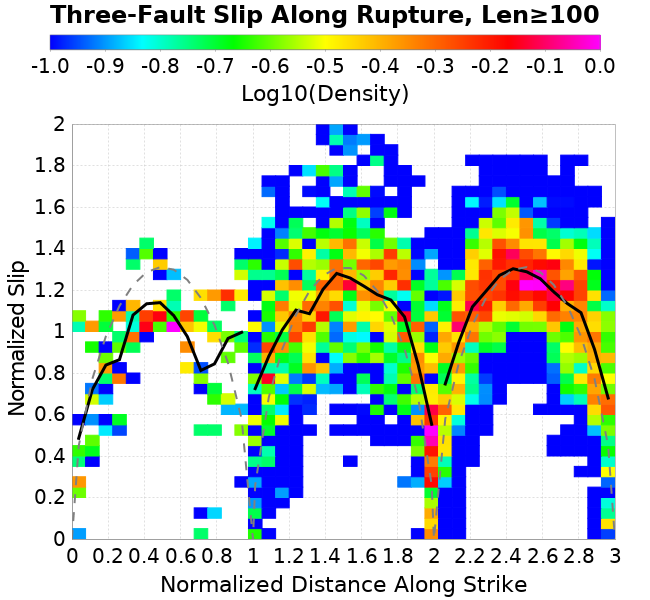 Three-Fault Slip Along Rupture, Len≥100
-1.0 -0.9 -0.8 -0.7 -0.6 -0.5 -0.4 -0.3 -0.2 -0.1 0.0
Log10(Density)
2
1.8
1.6
1.4
1.2
1
0.8
0.6
0.4
0.2
0
Normalized Slip
0 0.2 0.4 0.6 0.8 1 1.2 1.4 1.6 1.8 2 2.2 2.4 2.6 2.8 3
Normalized Distance Along Strike